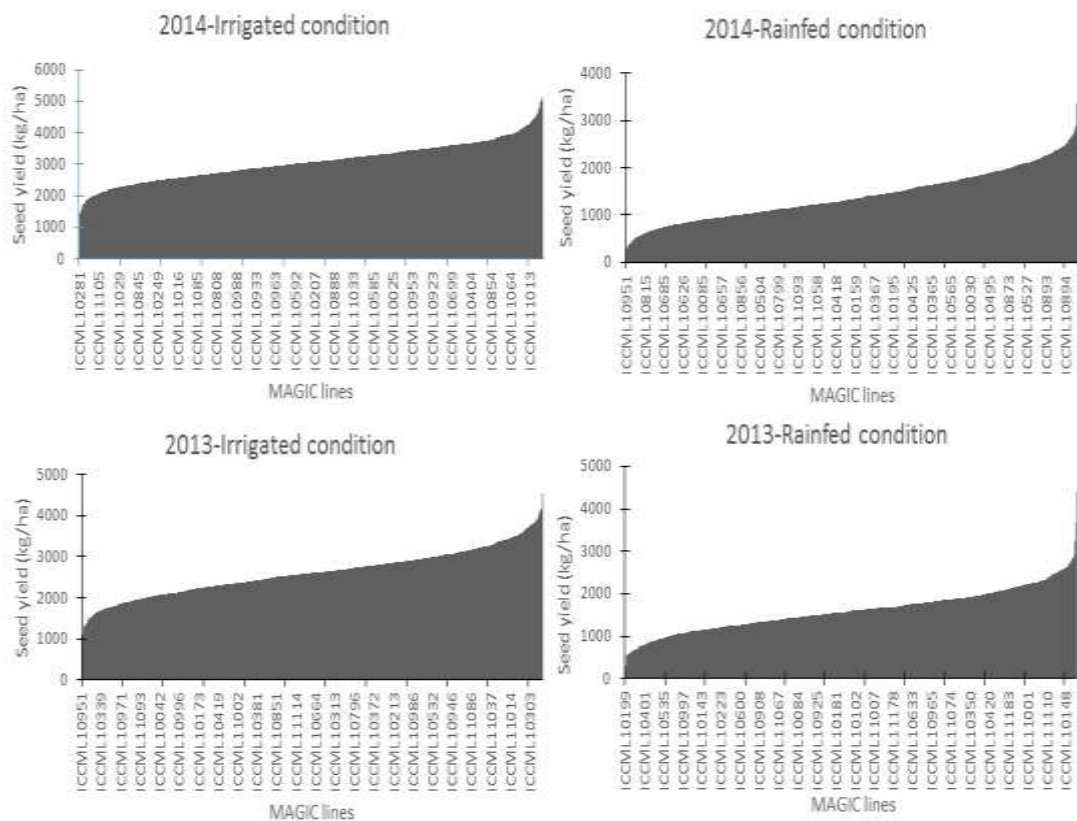 2014-Irrigated condition
Seed yield (kg/ha)
6000
5000
4000
3000
2000
1000
0
ICCML10281
ICCML11105
ICCML11029
ICCML10845
ICCML10249
ICCML11016
ICCML10885
ICCML10808
ICCML10988
ICCML10933
ICCML10963
ICCML10592
ICCML10207
ICCML10888
ICCML11033
ICCML10585
ICCML10025
ICCML10953
ICCML10923
ICCML10699
ICCML10404
ICCML10854
ICCML11064
ICCML11013
MAGIC lines
2014-Rainfed condition
Seed yield (kg/ha)
4000
3000
2000
1000
0
ICCML10951
ICCML10815
ICCML10685
ICCML10626
ICCML10085
ICCML10657
ICCML10856
ICCML10504
ICCML10799
ICCML11093
ICCML11058
ICCML10418
ICCML10159
ICCML10367
ICCML10195
ICCML10425
ICCML10365
ICCML10565
ICCML10030
ICCML10495
ICCML10873
ICCML10527
ICCML10893
ICCML10894
MAGIC lines
2013-Irrigated condition
Seed yield (kg/ha)
5000
4000
3000
2000
1000
0
ICCML10951
ICCML10339
ICCML10971
ICCML11093
ICCML10042
ICCML10996
ICCML10173
ICCML10419
ICCML11002
ICCML10381
ICCML10851
ICCML11114
ICCML10664
ICCML10313
ICCML10796
ICCML10372
ICCML10213
ICCML10986
ICCML10532
ICCML10946
ICCML11086
ICCML11037
ICCML11014
ICCML10303
MAGIC lines
2013-Rainfed condition
Seed yield (kg/ha)
5000
4000
3000
2000
1000
0
ICCML10199
ICCML10401
ICCML10535
ICCML10997
ICCML10143
ICCML10223
ICCML10600
ICCML10908
ICCML11067
ICCML10084
ICCML10925
ICCML10181
ICCML10102
ICCML11007
ICCML11178
ICCML10633
ICCML10965
ICCML11074
ICCML10350
ICCML10420
ICCML11183
ICCML11001
ICCML11110
ICCML10148
MAGIC lines